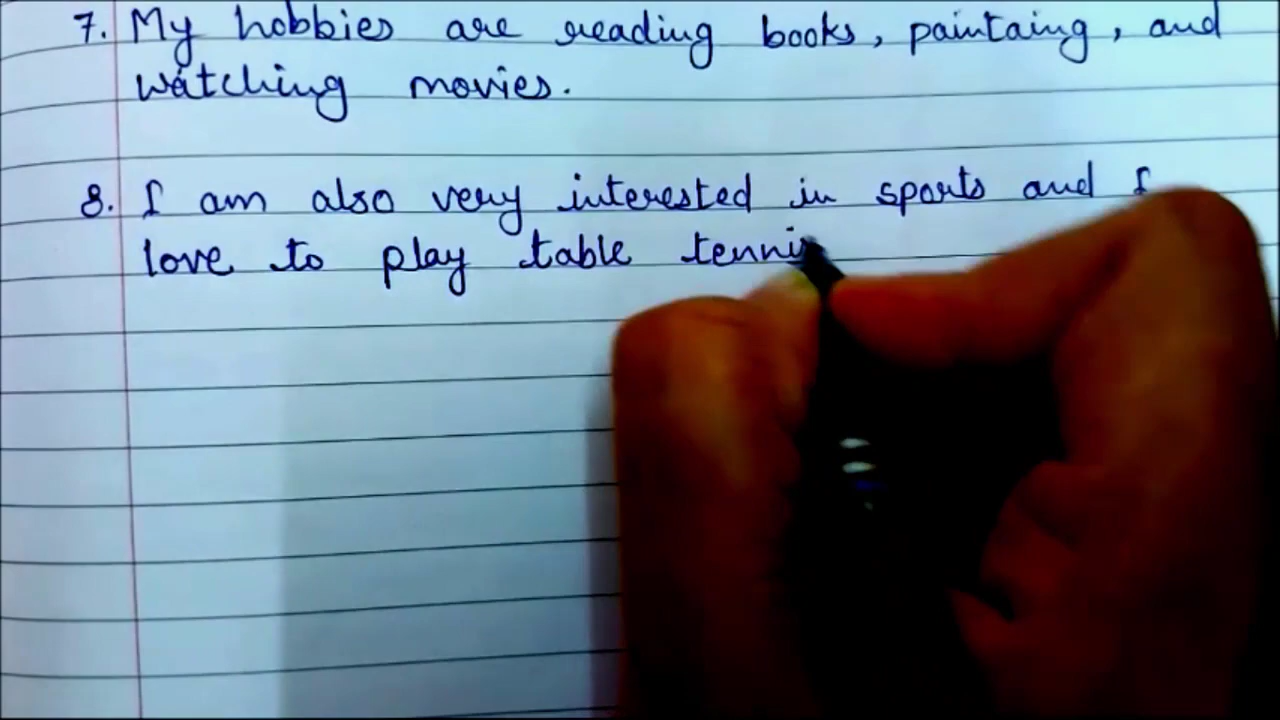 7. My hobbies are reading books, paintaing, and
watching movies.
8. I am also very interested in sports and I
love to play table tenni